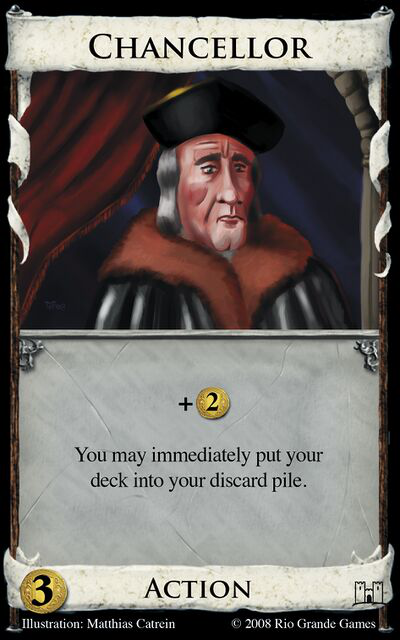 CHANCELLOR
+2
You may immediately put your
deck into your discard pile.
3
ACTION
Illustration: Matthias Catrein
© 2008 Rio Grande Games